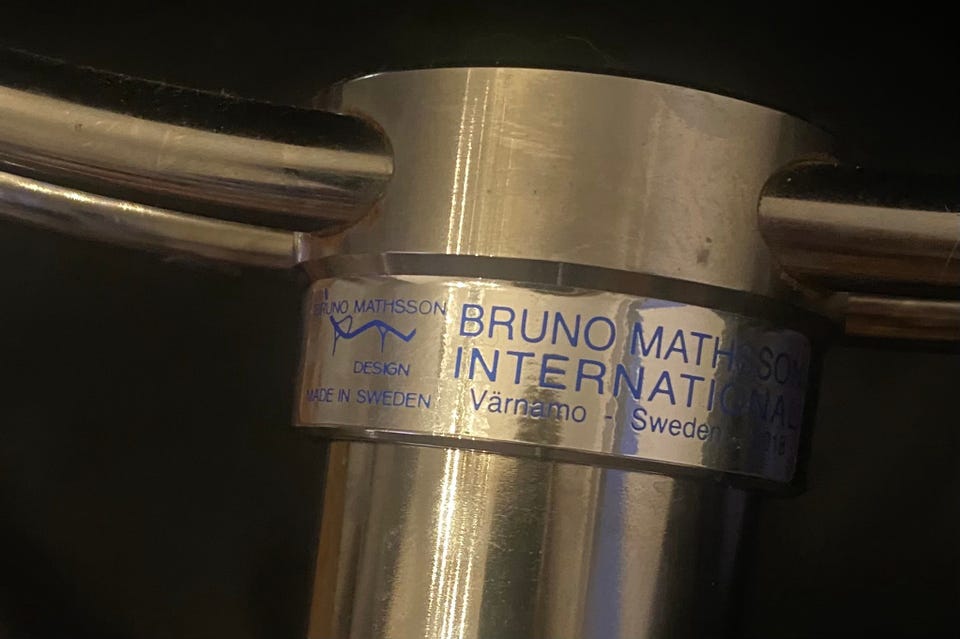 BRUNO MATHSSON
DESIGN
MADE IN SWEDEN
BRUNO MATHSSON
INTERNATIONAL
Värnamo - Sweden